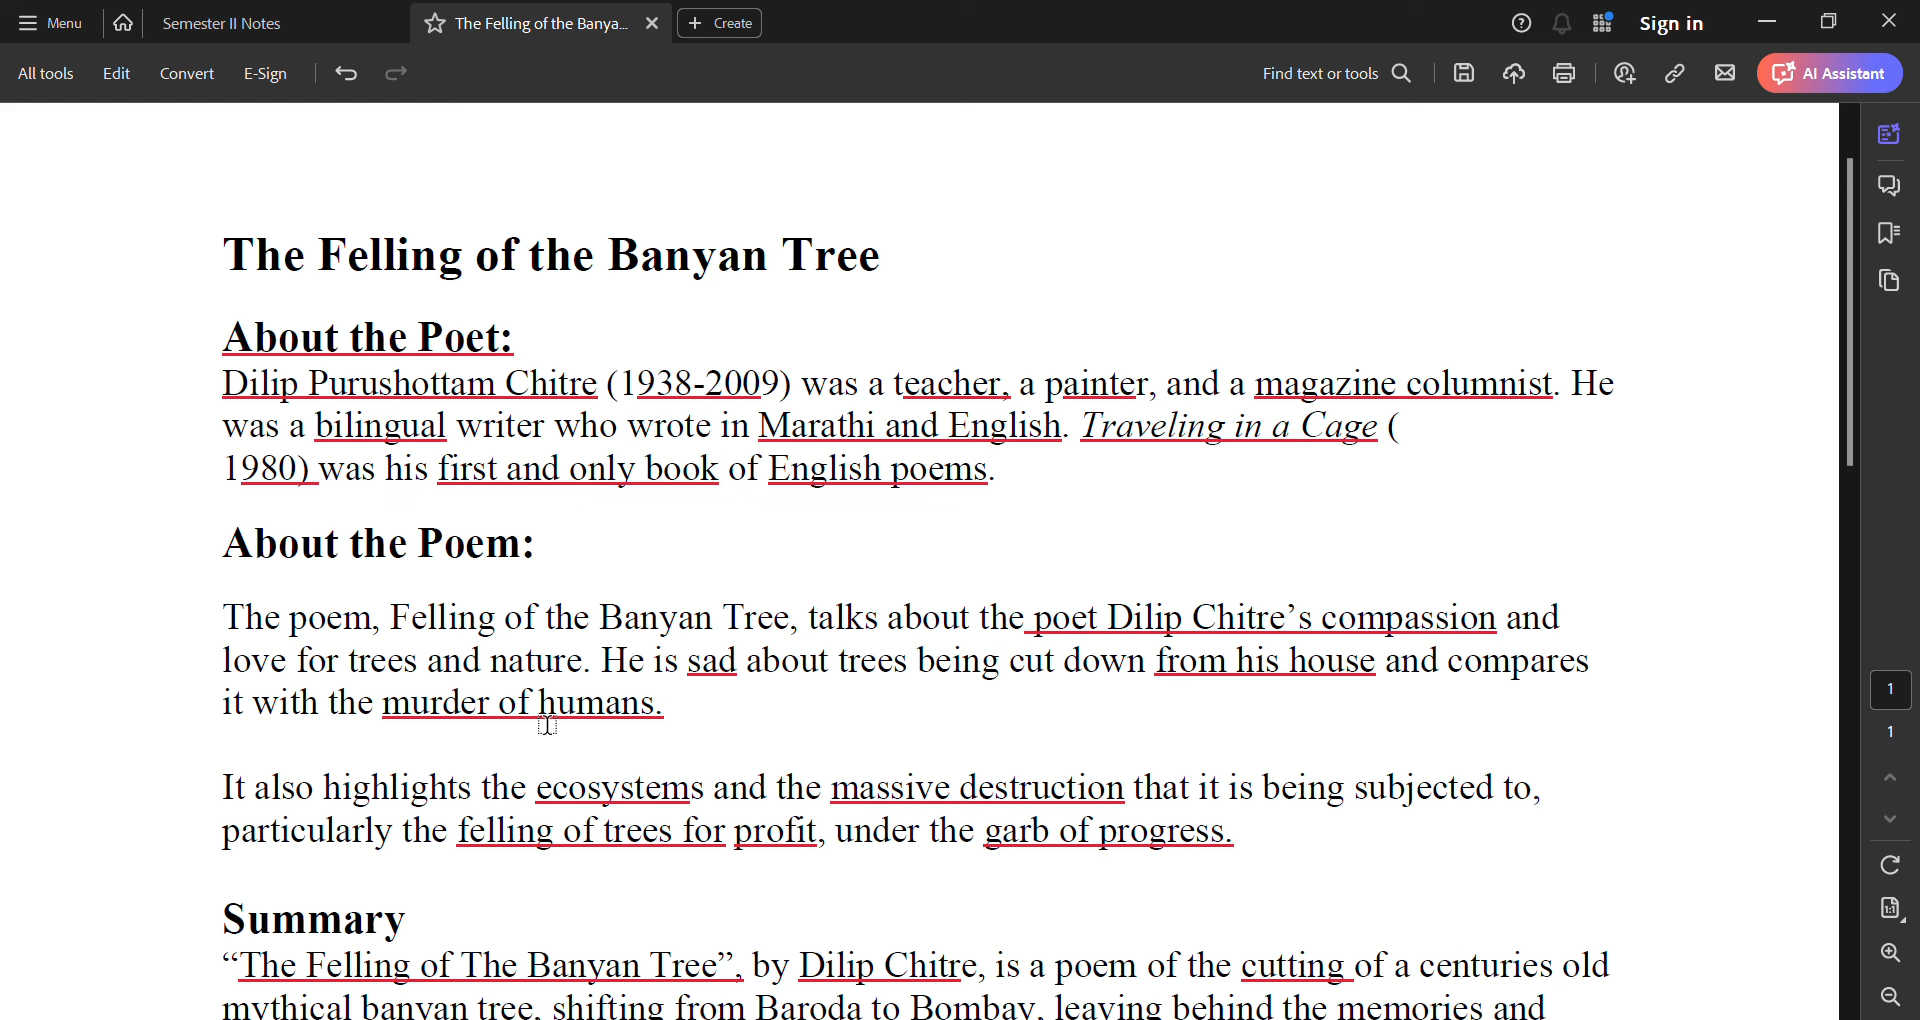 Menu
Semester II Notes
The Felling of the Banya...
Create
Sign in
All tools
Edit
Convert
E-Sign
Find text or tools
AI Assistant
The Felling of the Banyan Tree
About the Poet:
Dilip Purushottam Chitre (1938-2009) was a teacher, a painter, and a magazine columnist. He
was a bilingual writer who wrote in Marathi and English. Traveling in a Cage (
1980) was his first and only book of English poems.
About the Poem:
The poem, Felling of the Banyan Tree, talks about the poet Dilip Chitre’s compassion and
love for trees and nature. He is sad about trees being cut down from his house and compares
it with the murder of humans.
It also highlights the ecosystems and the massive destruction that it is being subjected to,
particularly the felling of trees for profit, under the garb of progress.
Summary
“The Felling of The Banyan Tree”, by Dilip Chitre, is a poem of the cutting of a centuries old
mythical banyan tree, shifting from Baroda to Bombay, leaving behind the memories and
1
1
1:1